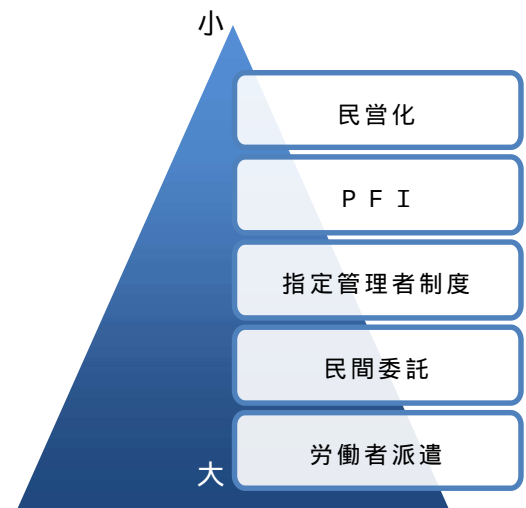 小
民営化
ＰＦＩ
指定管理者制度
民間委託
労働者派遣
大